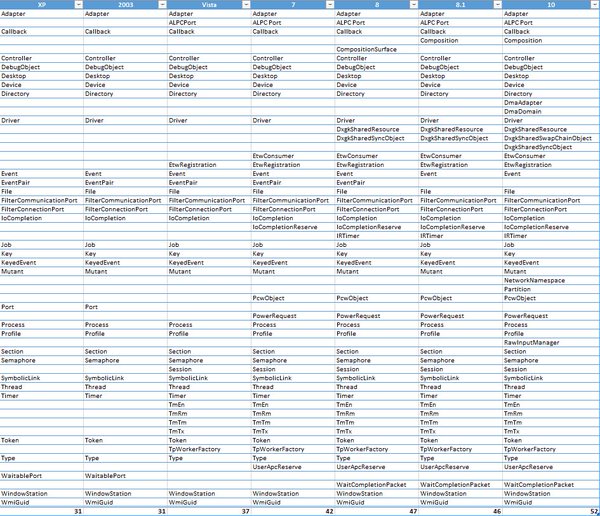 XP 2003 Vista 7 8 8.1 10
Adapter Adapter Adapter Adapter Adapter Adapter Adapter
ALPCPort ALPC Port ALPC Port ALPC Port ALPC Port
Callback Callback Callback Callback Callback Callback Callback
Composition Composition
CompositionSurface
Controller Controller Controller Controller Controller Controller Controller
DebugObject DebugObject DebugObject DebugObject DebugObject DebugObject DebugObject
Desktop Desktop Desktop Desktop Desktop Desktop Desktop
Device Device Device Device Device Device Device
Directory Directory Directory Directory Directory Directory Directory
DmaAdapter
DmaDomain
Driver Driver Driver Driver Driver Driver Driver
DxgkSharedResource DxgkSharedResource DxgkSharedResource
DxgkSharedSyncObject DxgkSharedSyncObject DxgkSharedSwapChainObject
DxgkSharedSyncObject
EtwConsumer EtwConsumer EtwConsumer EtwConsumer
EtwRegistration EtwRegistration EtwRegistration EtwRegistration EtwRegistration
Event Event Event Event Event Event Event
EventPair EventPair EventPair EventPair EventPair
File File File File File File
FilterCommunicationPort FilterCommunicationPort FilterCommunicationPort FilterCommunicationPort FilterCommunicationPort FilterCommunicationPort FilterCommunicationPort
FilterConnectionPort FilterConnectionPort FilterConnectionPort FilterConnectionPort FilterConnectionPort FilterConnectionPort FilterConnectionPort
IoCompletion IoCompletion IoCompletion IoCompletion IoCompletion IoCompletion IoCompletion
IoCompletionReserve IoCompletionReserve IoCompletionReserve IoCompletionReserve
IRTimer IRTimer IRTimer
Job Job Job Job Job Job Job
Key Key Key Key Key Key Key
KeyedEvent KeyedEvent KeyedEvent KeyedEvent KeyedEvent KeyedEvent KeyedEvent
Mutant Mutant Mutant Mutant Mutant Mutant Mutant
NetworkNamespace
Partition
PcwObject PcwObject PcwObject PcwObject
Port Port
PowerRequest PowerRequest PowerRequest PowerRequest
Process Process Process Process Process Process Process
Profile Profile Profile Profile Profile Profile Profile
RawInputManager
Section Section Section Section Section Section Section
Semaphore Semaphore Semaphore Semaphore Semaphore Semaphore Semaphore
Session Session Session Session Session
SymbolicLink SymbolicLink SymbolicLink SymbolicLink SymbolicLink SymbolicLink SymbolicLink
Thread Thread Thread Thread Thread Thread Thread
Timer Timer Timer Timer Timer Timer Timer
TmEn TmEn TmEn TmEn TmEn
TmRm TmRm TmRm TmRm TmRm
TmTm TmTm TmTm TmTm TmTm
TmTx TmTx TmTx TmTx TmTx
Token Token Token Token Token Token Token
TpWorkerFactory TpWorkerFactory TpWorkerFactory TpWorkerFactory TpWorkerFactory
Type Type Type Type Type Type Type
UserApcReserve UserApcReserve UserApcReserve UserApcReserve
WaitablePort WaitablePort
WaitCompletionPacket WaitCompletionPacket WaitCompletionPacket
WindowStation WindowStation WindowStation WindowStation WindowStation WindowStation WindowStation
WmiGuid WmiGuid WmiGuid WmiGuid WmiGuid WmiGuid WmiGuid
31 31 37 42 47 46 52